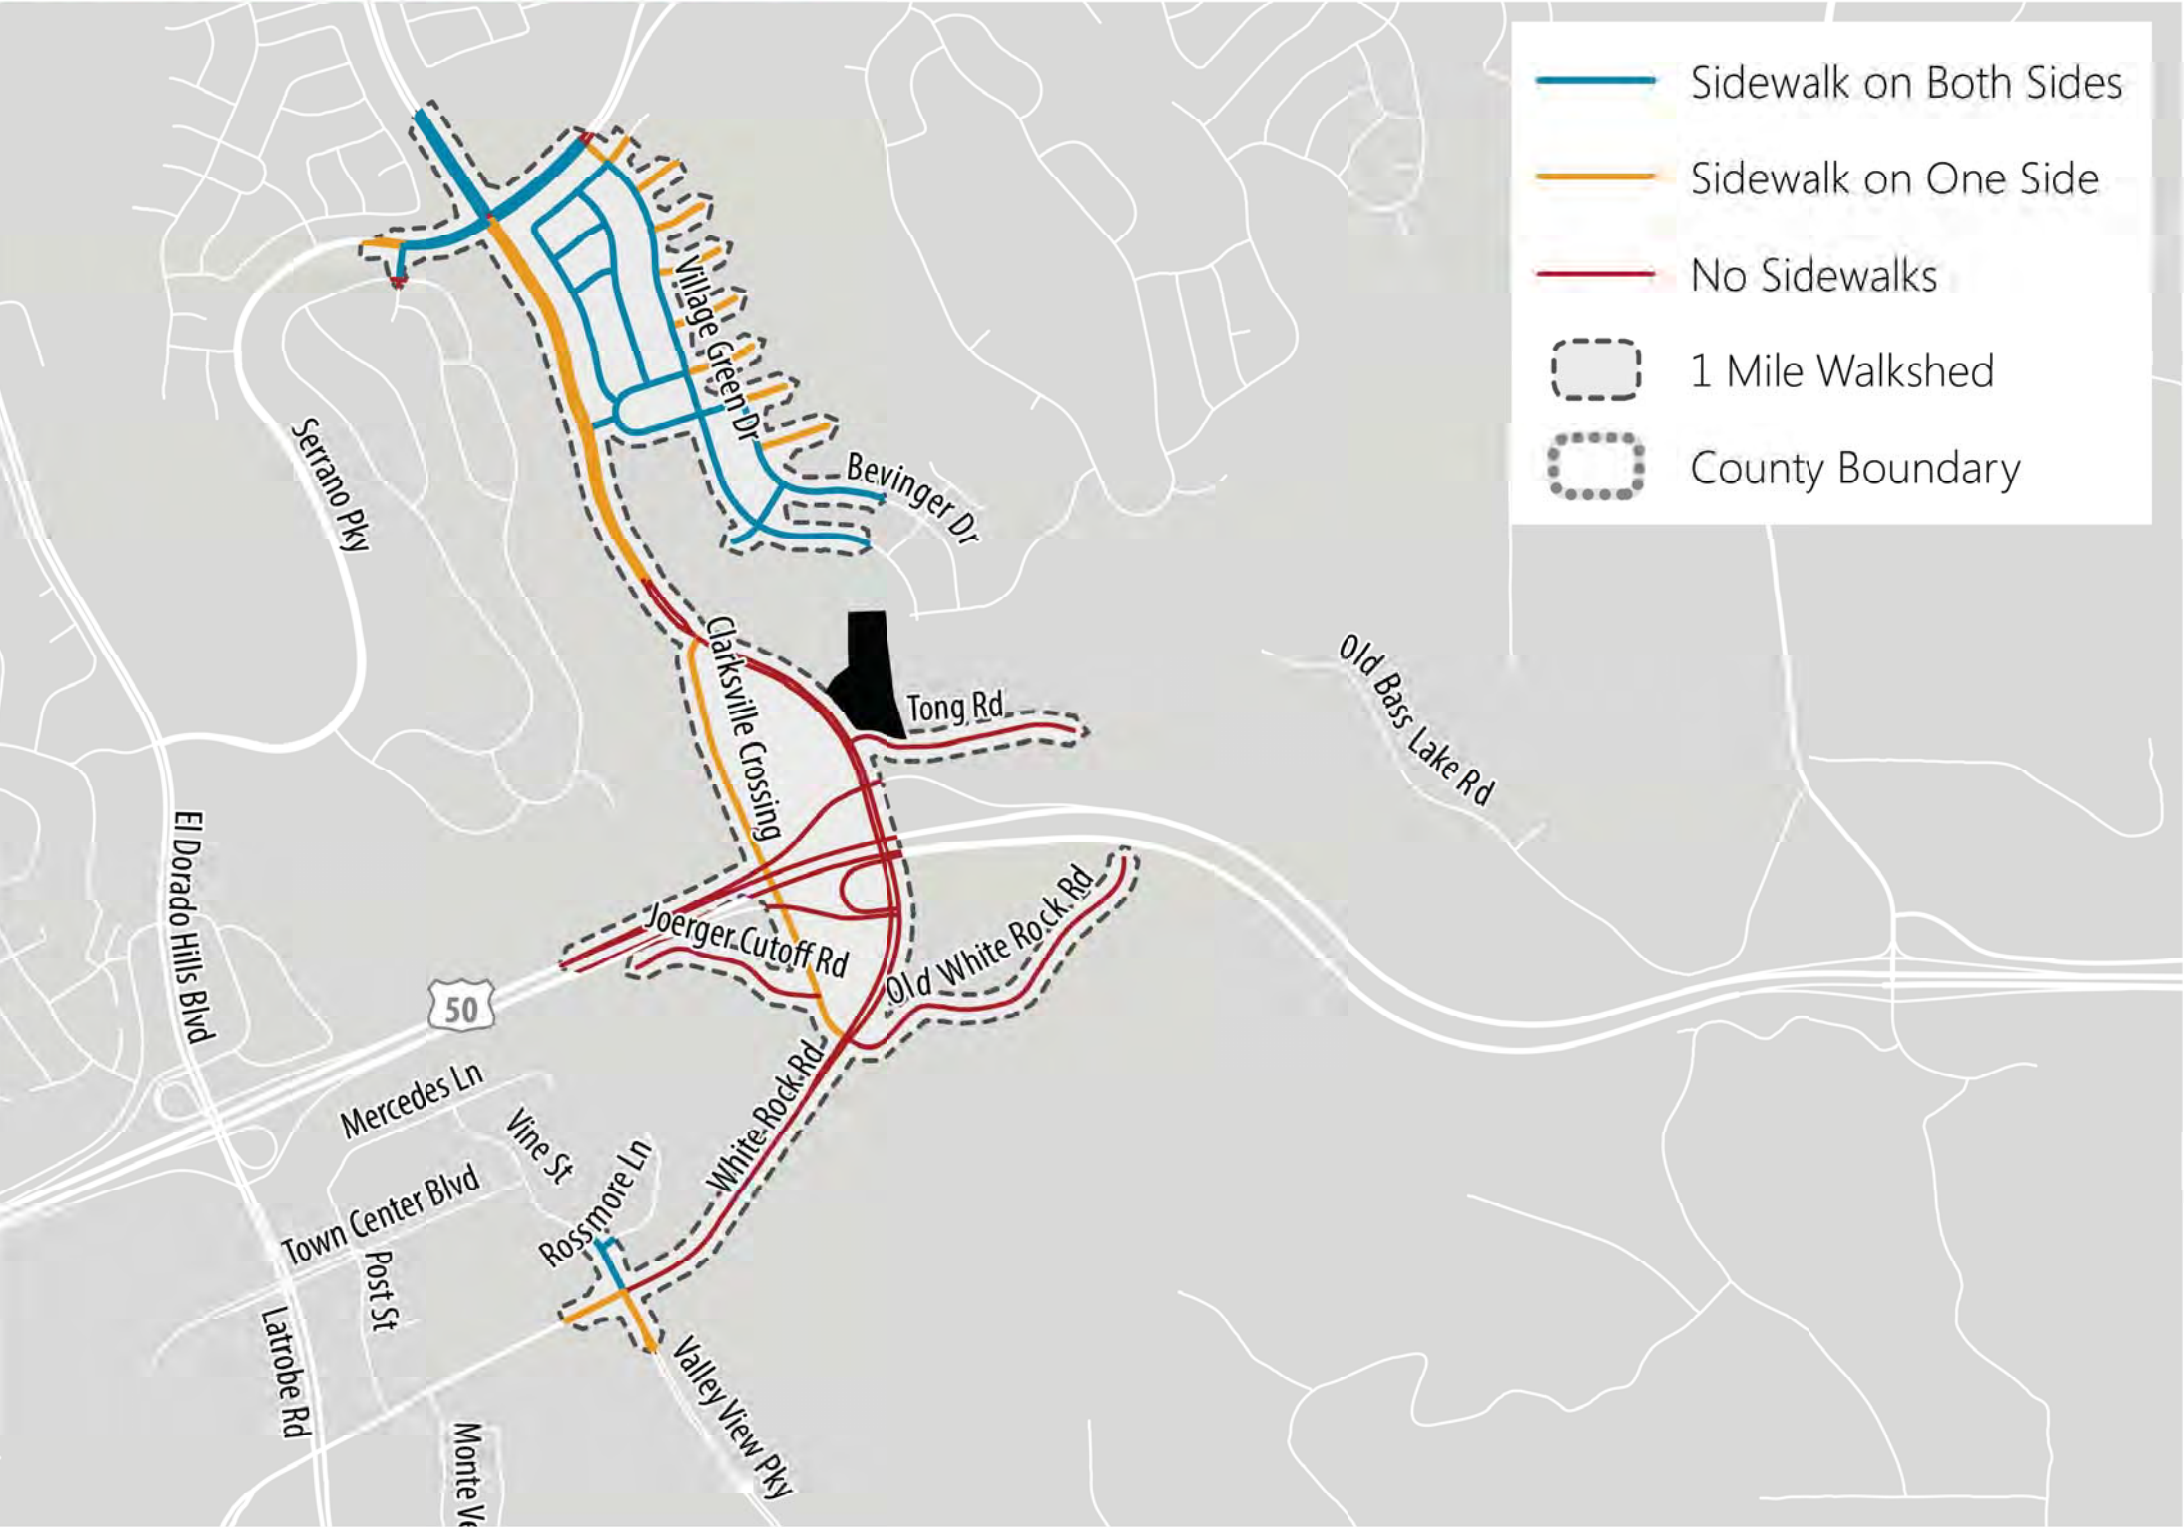 Sidewalk on Both Sides
Sidewalk on One Side
No Sidewalks
1 Mile Walkshed
County Boundary
Village Green Dr
Bevinger Dr
Serrano Pky
Clarksville Crossing
Tong Rd
Old Bass Lake Rd
El Dorado Hills Blvd
Joerger Cutoff Rd
Old White Rock Rd
50
Mercedes Ln
Vine St
White Rock Rd
Rossmore Ln
Town Center Blvd
Post St
Latrobe Rd
Valley View Pky
Monte Ve